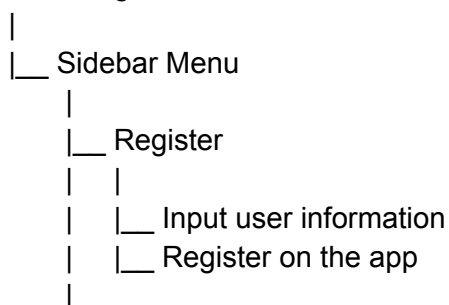 |
|__ Sidebar Menu
|
|__ Register
| |
| |__ Input user information
| |__ Register on the app
|